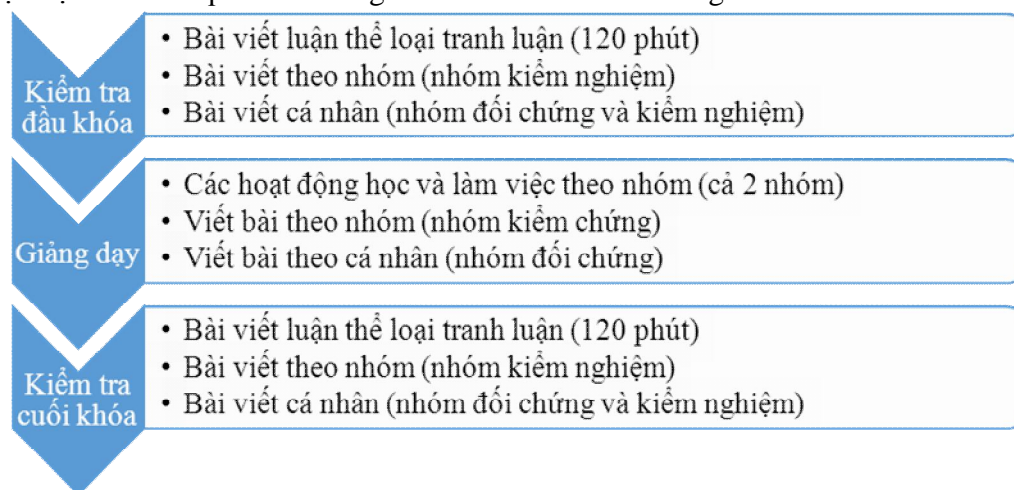 Kiểm tra
đầu khóa
• Bài viết luận thể loại tranh luận (120 phút)
• Bài viết theo nhóm (nhóm kiểm nghiệm)
• Bài viết cá nhân (nhóm đối chứng và kiểm nghiệm)
Giảng dạy
• Các hoạt động học và làm việc theo nhóm (cả 2 nhóm)
• Viết bài theo nhóm (nhóm kiểm chứng)
• Viết bài theo cá nhân (nhóm đối chứng)
Kiểm tra
cuối khóa
• Bài viết luận thể loại tranh luận (120 phút)
• Bài viết theo nhóm (nhóm kiểm nghiệm)
• Bài viết cá nhân (nhóm đối chứng và kiểm nghiệm)